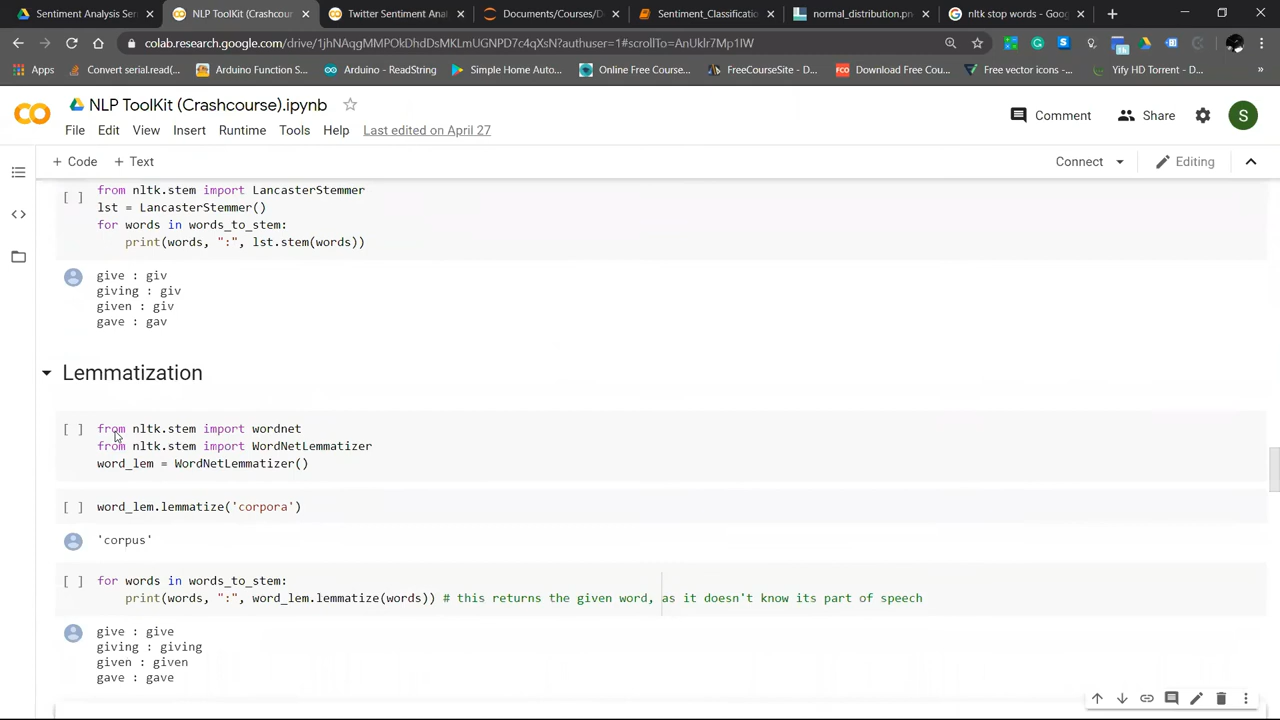 Sentiment Analysis - Second
NLP ToolKit (Crashcourse)
Twitter Sentiment Anal
Documents/Courses/D
Sentiment_Classificatio
normal_distribution.pn
nltk stop words - Goog
colab.research.google.com/drive/1jhNAqgMMPOkDhdDsMKLmUGNPD7c4qXsN?authuser=1#scrollTo=AnUklr7Mp1IW
Apps
Convert serial.read(...
Arduino Function S...
Arduino - ReadString
Simple Home Auto...
Online Free Course...
FreeCourseSite - D...
Download Free Cou...
Free vector icons -...
Yify HD Torrent - D...
NLP ToolKit (Crashcourse).ipynb
Comment
Share
S
File Edit View Insert Runtime Tools Help Last edited on April 27
+ Code + Text
Connect
Editing
[ ] from nltk.stem import LancasterStemmer
lst = LancasterStemmer()
for words in words_to_stem:
print(words, ":", lst.stem(words))
give : giv
giving : giv
given : giv
gave : gav
Lemmatization
[ ] from nltk.stem import wordnet
from nltk.stem import WordNetLemmatizer
word_lem = WordNetLemmatizer()
[ ] word_lem.lemmatize('corpora')
'corpus'
[ ] for words in words_to_stem:
print(words, ":", word_lem.lemmatize(words)) # this returns the given word, as it doesn't know its part of speech
give : give
giving : giving
given : given
gave : gave